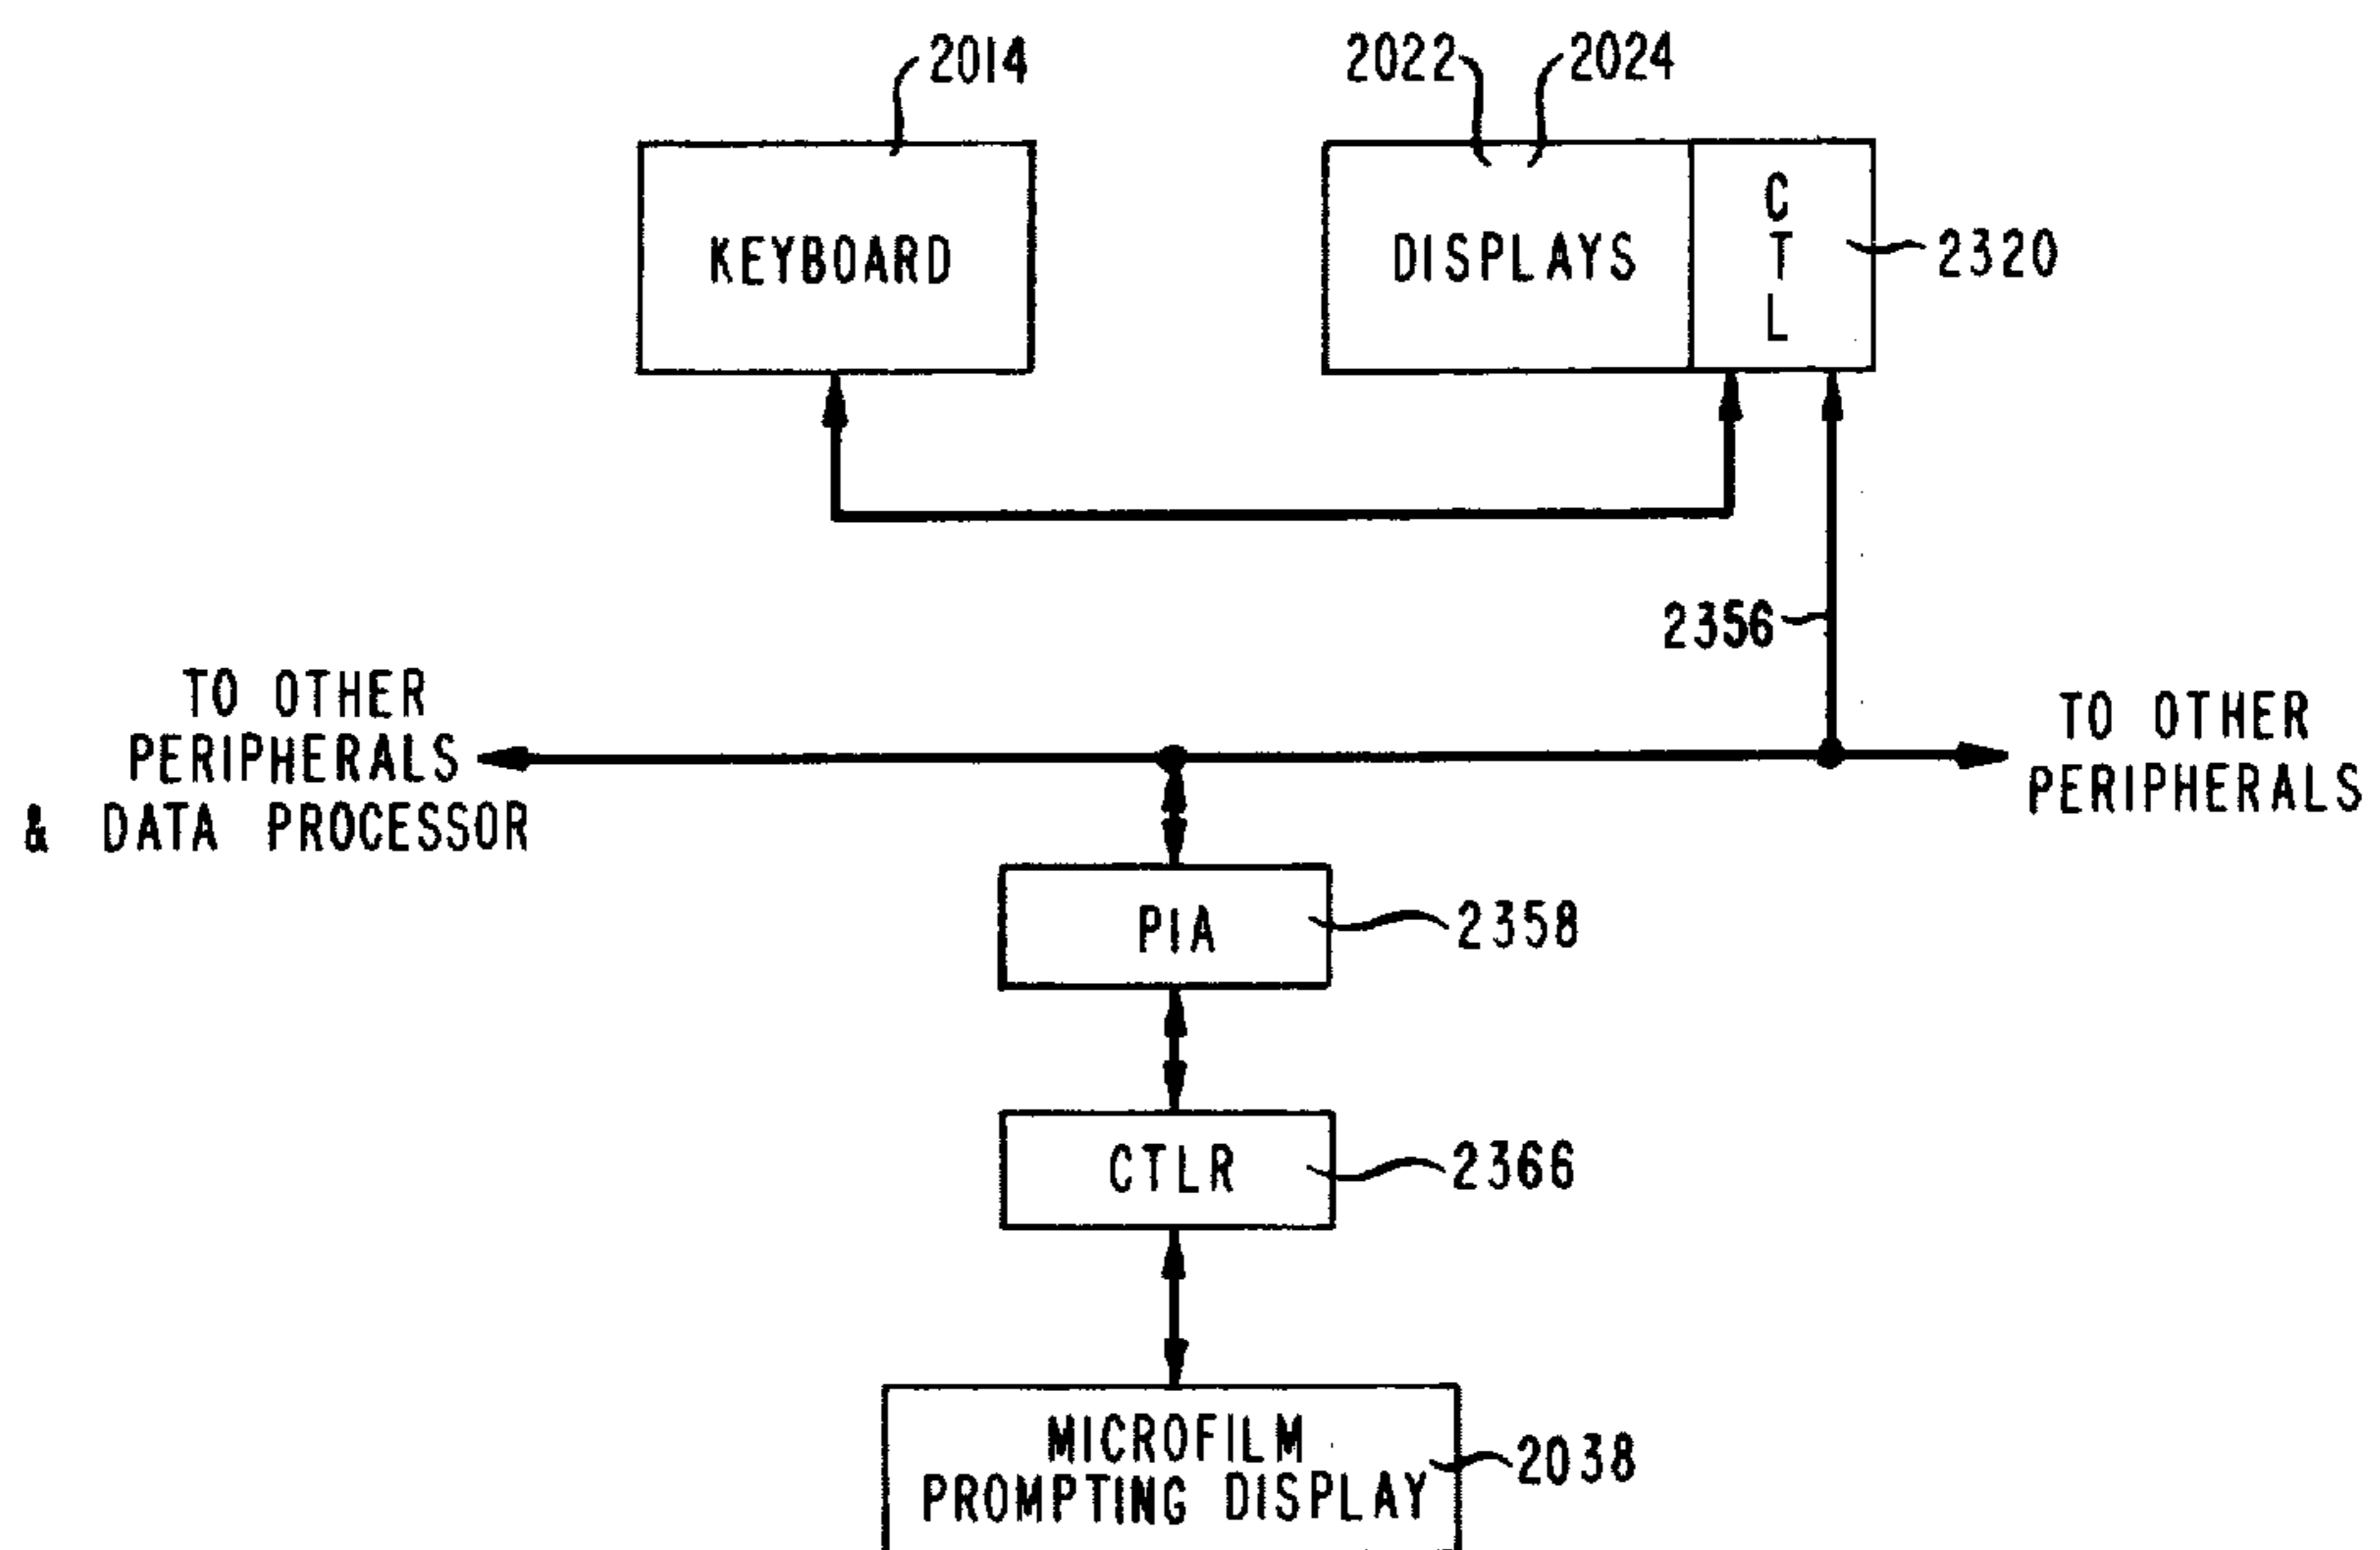 2014
2022
2024
KEYBOARD
DISPLAYS
C
T
L
2320
2356
TO OTHER
PERIPHERALS
& DATA PROCESSOR
TO OTHER
PERIPHERALS
PIA
2358
CTLR
2366
MICROFILM
PROMPTING DISPLAY
2038